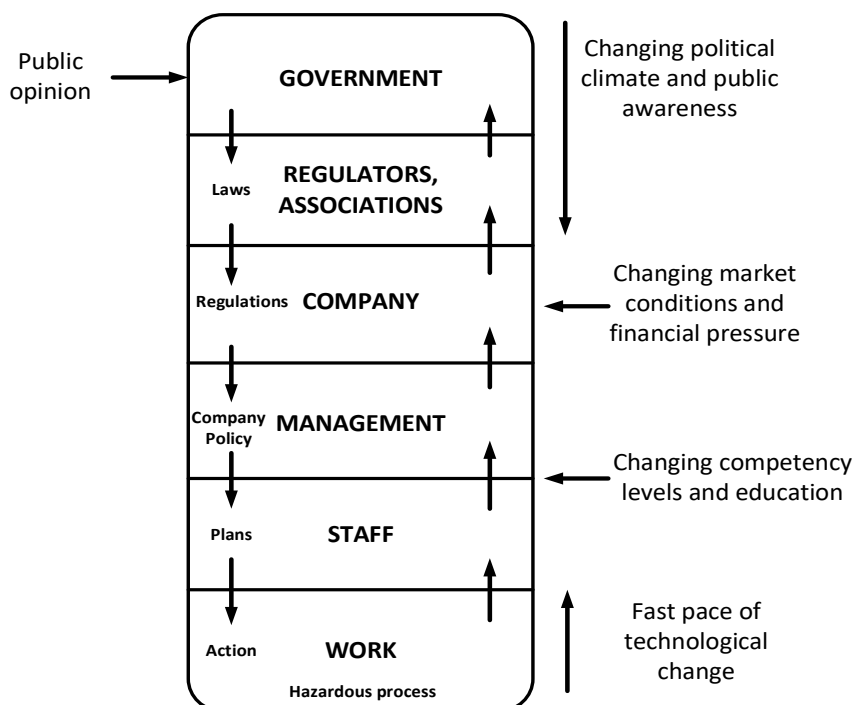 Public
opinion
GOVERNMENT
Changing political
climate and public
awareness
Laws
REGULATORS,
ASSOCIATIONS
Regulations
COMPANY
Changing market
conditions and
financial pressure
Company
Policy
MANAGEMENT
Changing competency
levels and education
Plans
STAFF
Action
WORK
Hazardous process
Fast pace of
technological
change